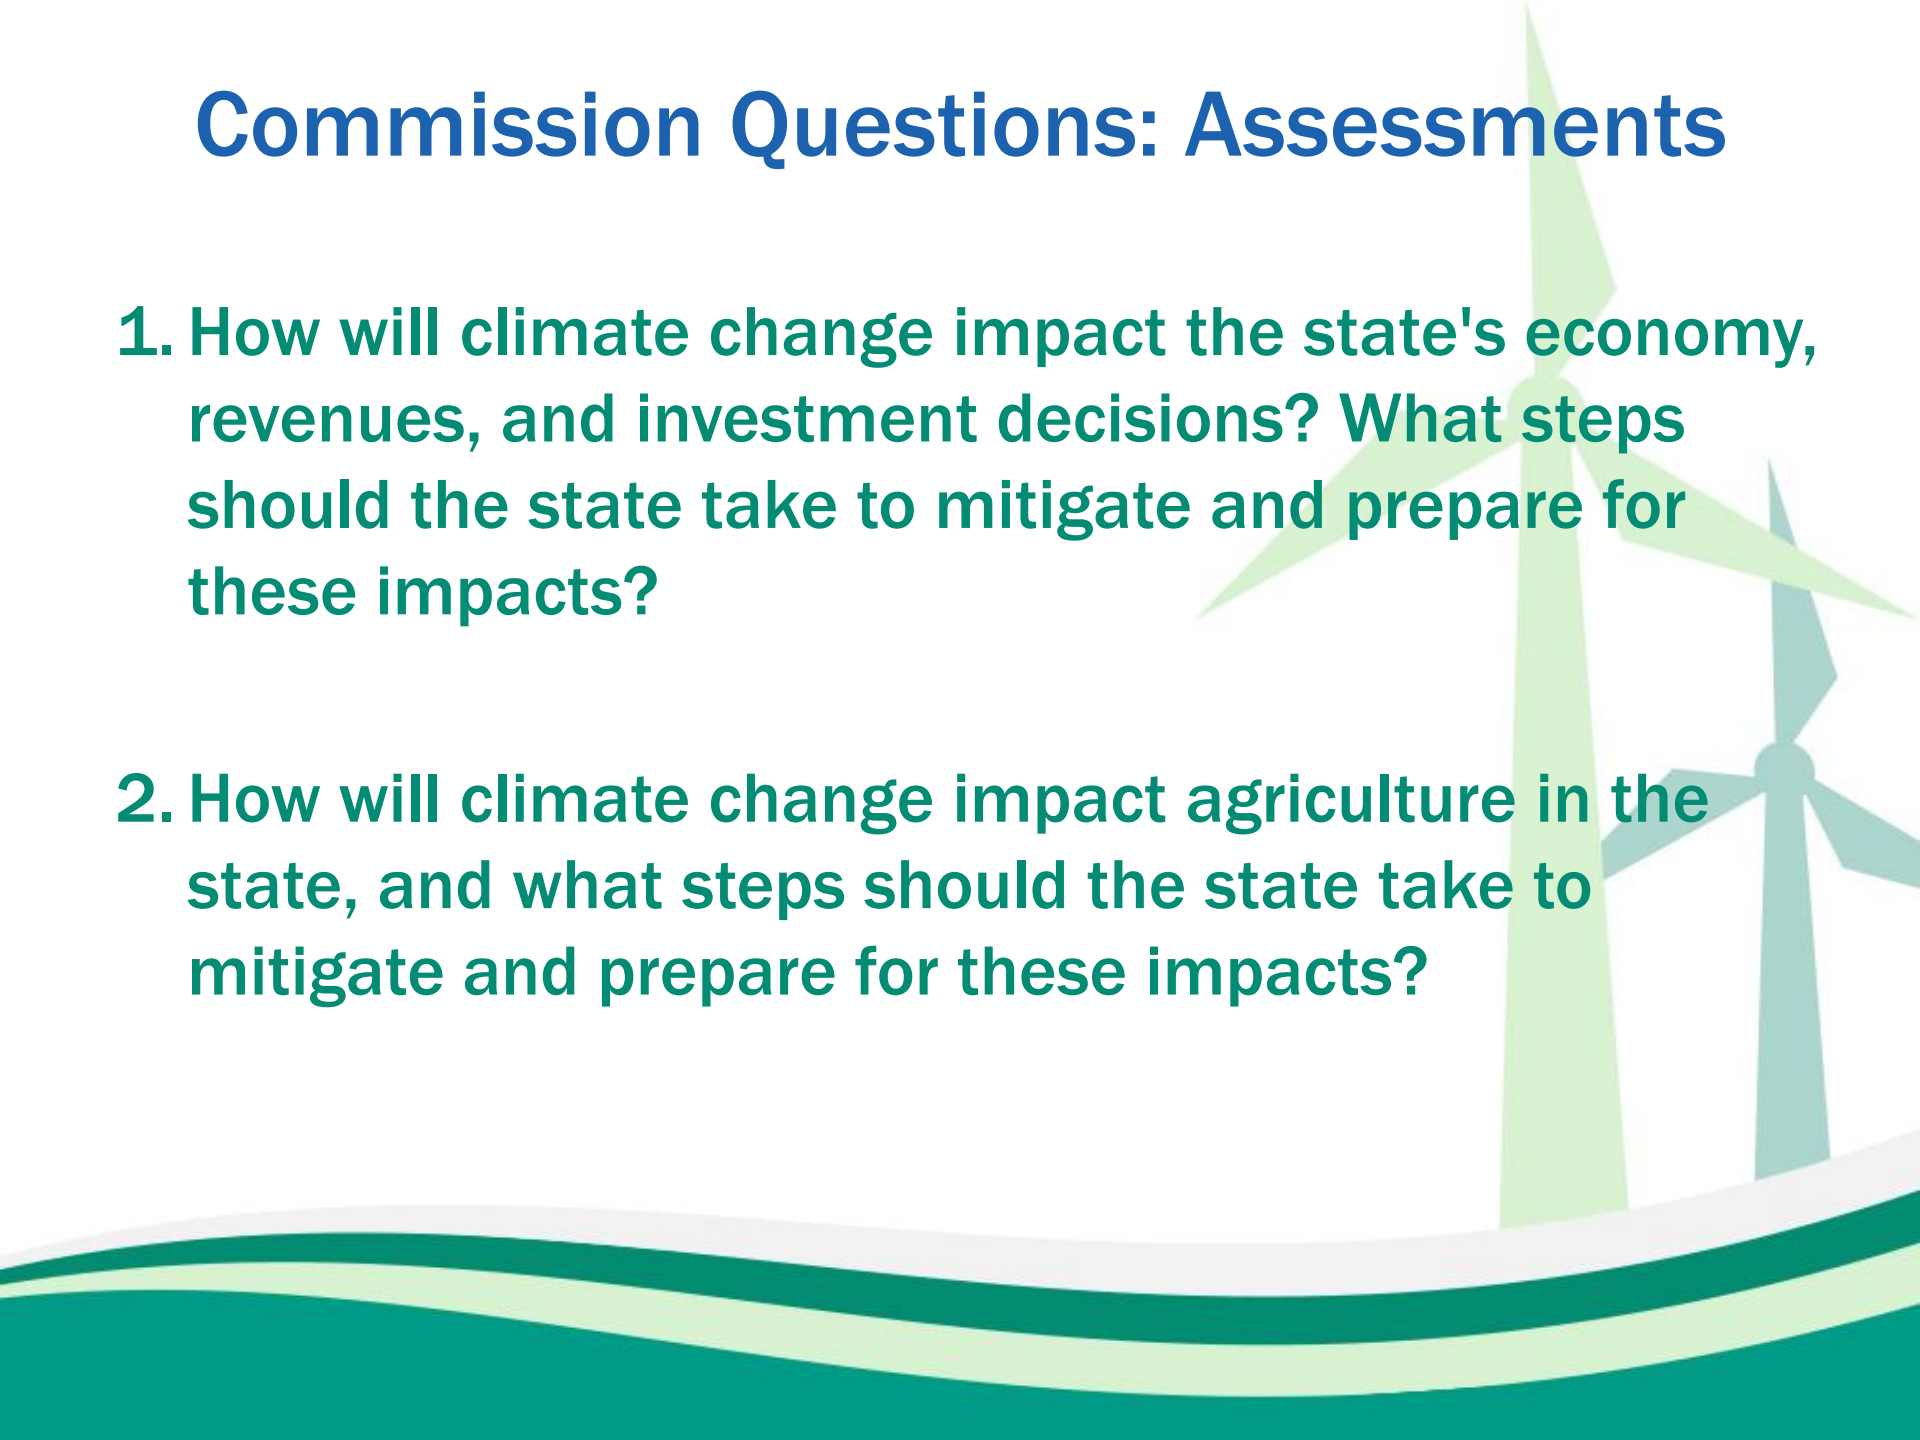 Commission Questions: Assessments
1. How will climate change impact the state's economy,
revenues, and investment decisions? What steps
should the state take to mitigate and prepare for
these impacts?
2. How will climate change impact agriculture in the
state, and what steps should the state take to
mitigate and prepare for these impacts?